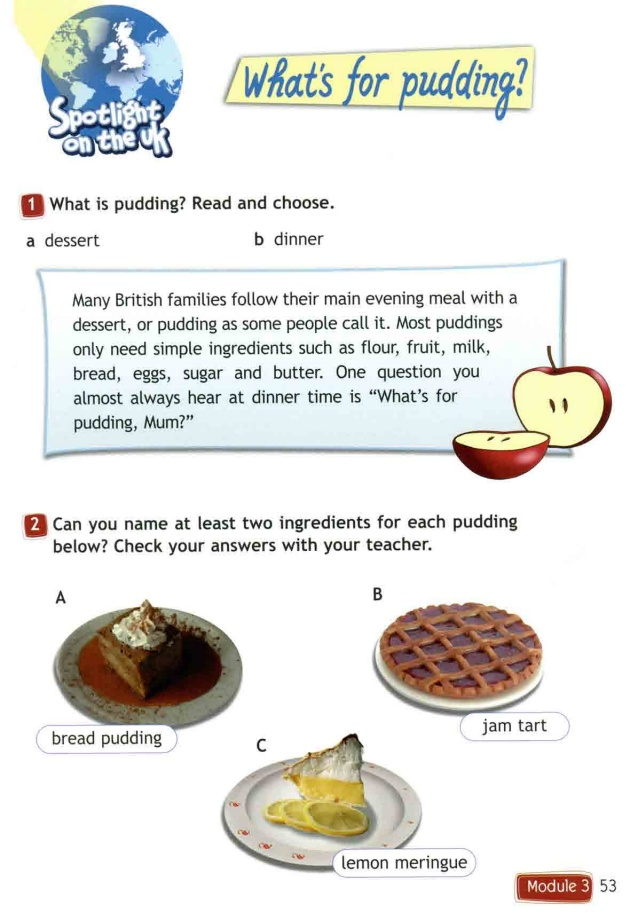 Spotlight
on the UK
What's for pudding?
1 What is pudding? Read and choose.
a dessert b dinner
Many British families follow their main evening meal with a
dessert, or pudding as some people call it. Most puddings
only need simple ingredients such as flour, fruit, milk,
bread, eggs, sugar and butter. One question you
almost always hear at dinner time is “What's for
pudding, Mum?”
2 Can you name at least two ingredients for each pudding
below? Check your answers with your teacher.
A
B
bread pudding
jam tart
C
lemon meringue
Module 3 53